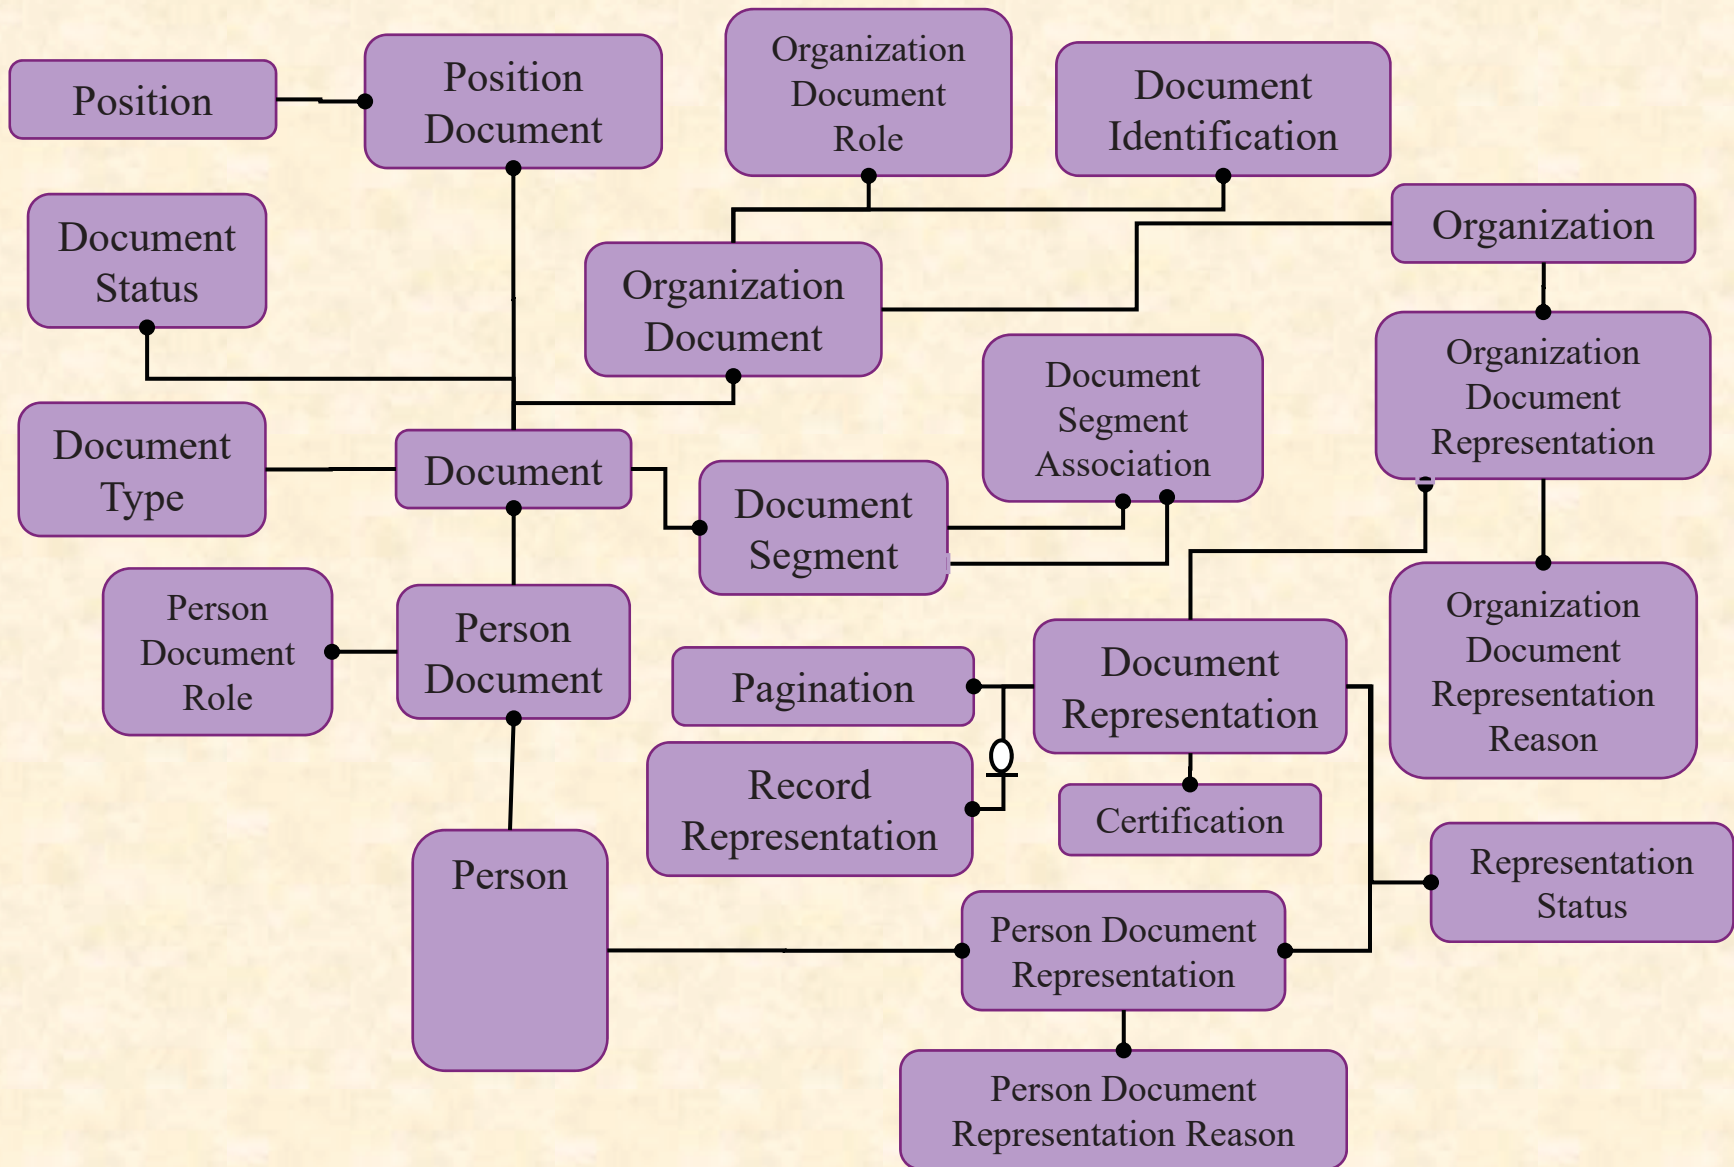 Position
Position
Document
Organization
Document
Role
Document
Identification
Document
Status
Organization
Document
Organization
Document
Segment
Association
Organization
Document
Representation
Document
Type
Document
Document
Segment
Person
Document
Role
Person
Document
Pagination
Document
Representation
Organization
Document
Representation
Reason
Record
Representation
Certification
Person
Representation
Status
Person Document
Representation
Person Document
Representation Reason